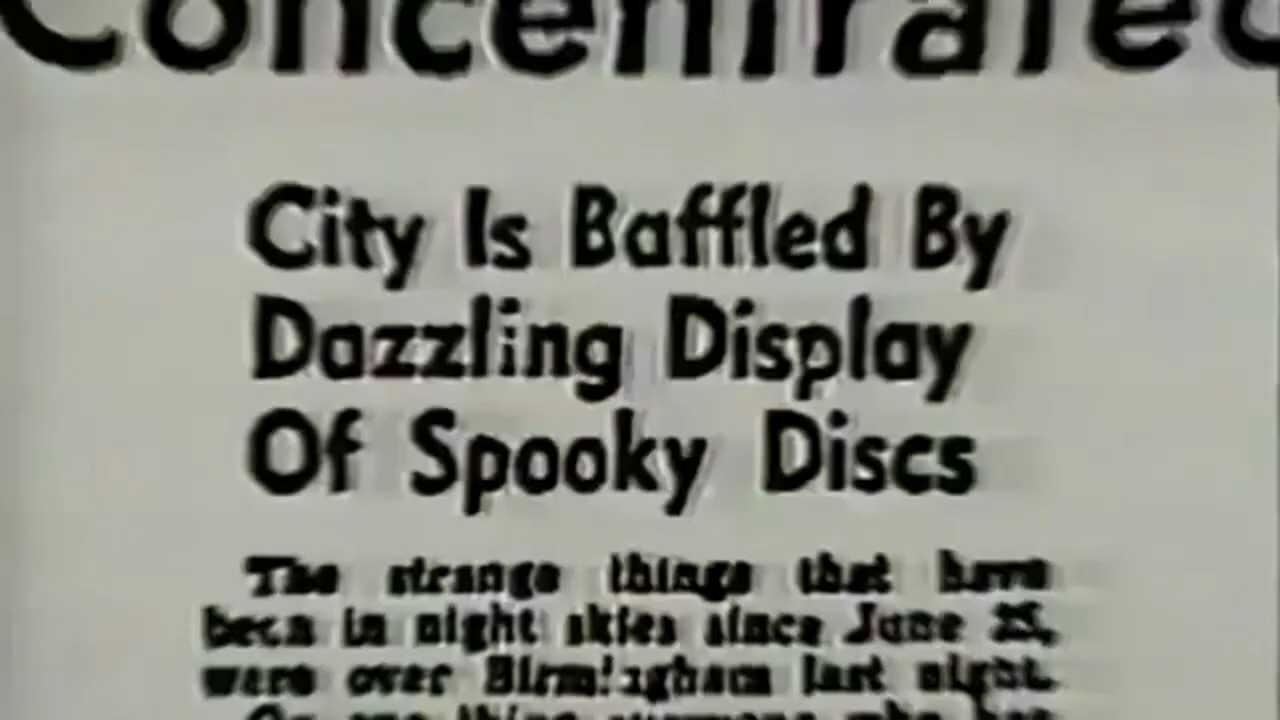 Concentrated
City Is Baffled By
Dazzling Display
Of Spooky Discs
The strange things that have
been in night skies since June 25,
were over Birmingham last night.